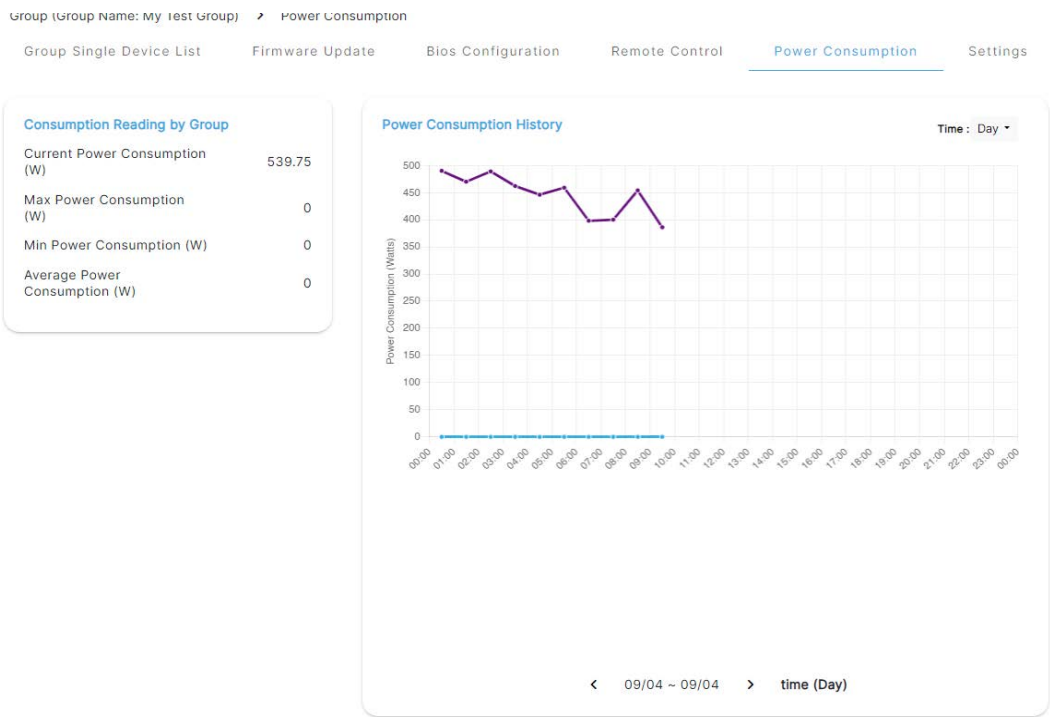 Group (Group Name: My Test Group) > Power Consumption
Group Single Device List Firmware Update Bios Configuration Remote Control Power Consumption Settings
Consumption Reading by Group
Current Power Consumption
(W)
539.75
Max Power Consumption
(W)
0
Min Power Consumption (W) 0
Average Power
Consumption (W)
0
Power Consumption History
Time : Day
Power Consumption (Watts)
500
450
400
350
300
250
200
150
100
50
0
00:00 01:00 02:00 03:00 04:00 05:00 06:00 07:00 08:00 09:00 10:00 11:00 12:00 13:00 14:00 15:00 16:00 17:00 18:00 19:00 20:00 21:00 22:00 23:00 00:00
< 09/04 ~ 09/04 > time (Day)